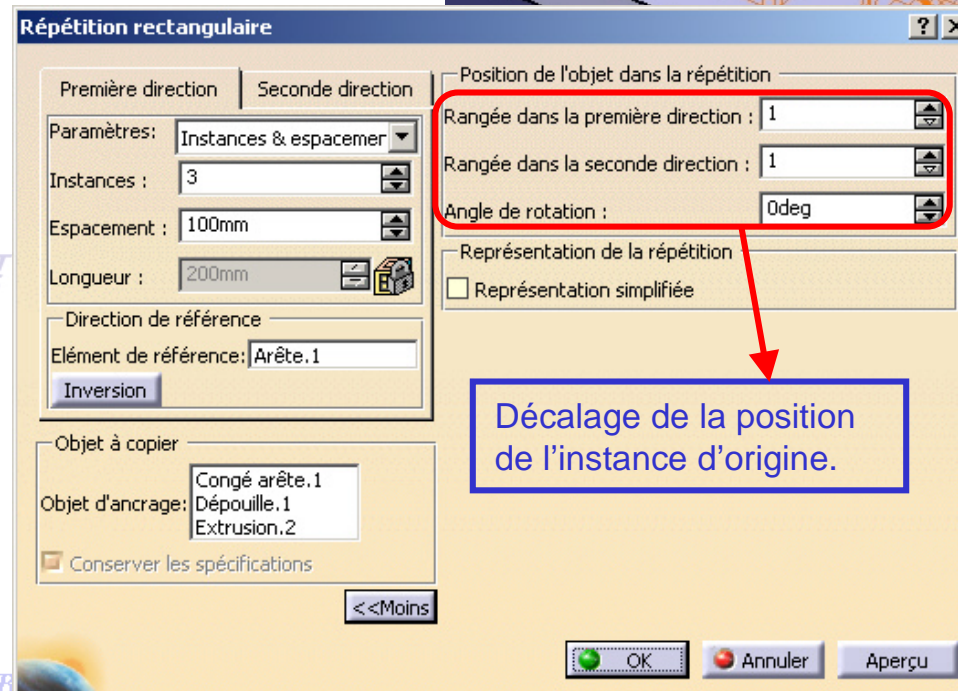 Répétition rectangulaire
Première direction
Seconde direction
Paramètres: Instances & espacemer
Instances : 3
Espacement : 100mm
Longueur : 200mm
Direction de référence
Elément de référence: Arête.1
Inversion
Objet à copier
Objet d'ancrage:
Congé arête.1
Dépouille.1
Extrusion.2
Conserver les spécifications
<<Moins
Position de l'objet dans la répétition
Rangée dans la première direction : 1
Rangée dans la seconde direction : 1
Angle de rotation : 0deg
Représentation de la répétition
Représentation simplifiée
Décalage de la position
de l’instance d’origine.
OK
Annuler
Aperçu